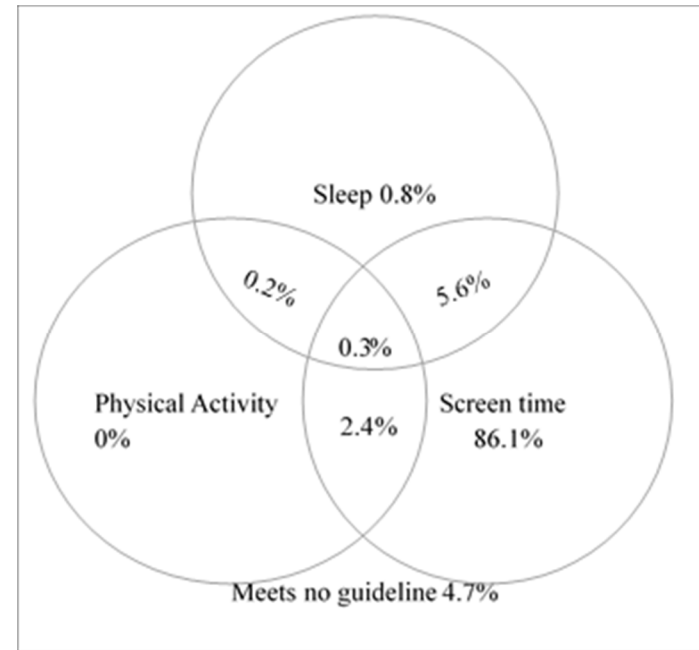 Sleep 0.8%
0.2%
5.6%
0.3%
Physical Activity
0%
2.4%
Screen time
86.1%
Meets no guideline 4.7%